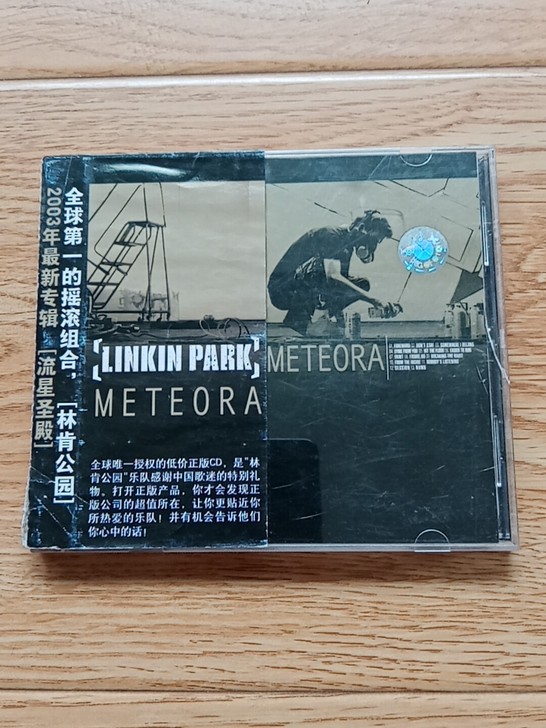 全球第一的摇滚组合，[林肯公园]
2003年最新专辑 [流星圣殿]
[LINKIN PARK]
METEORA
全球唯一授权的低价正版CD，是"林
肯公园"乐队感谢中国歌迷的特别礼
物。打开正版产品，你才会发现正
版公司的超值所在，让你更贴近你
所热爱的乐队！并有机会告诉他们
你心中的话！
METEORA